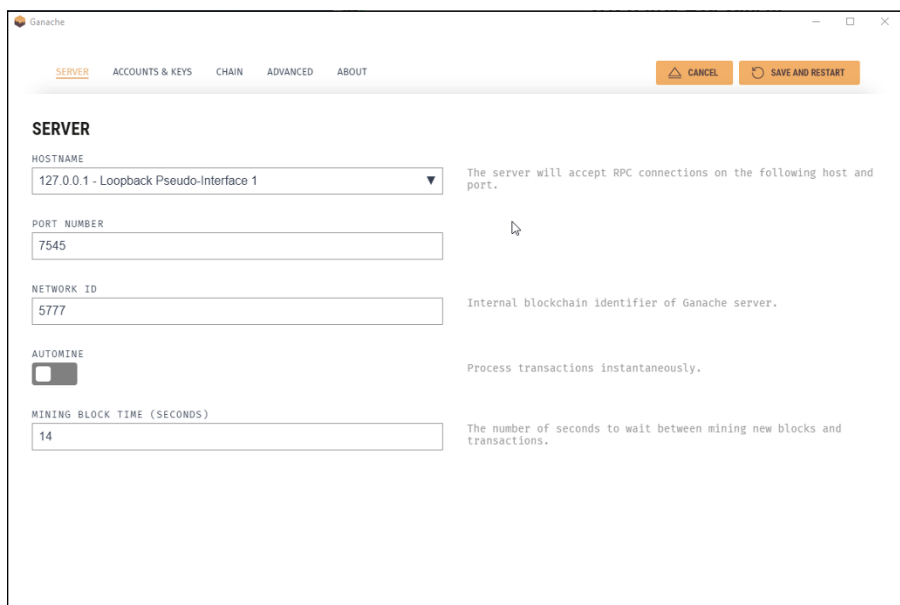 Ganache
SERVER ACCOUNTS & KEYS CHAIN ADVANCED ABOUT CANCEL SAVE AND RESTART
SERVER
HOSTNAME
127.0.0.1 - Loopback Pseudo-Interface 1
The server will accept RPC connections on the following host and
port.
PORT NUMBER
7545
NETWORK ID
5777
Internal blockchain identifier of Ganache server.
AUTOMINE
Process transactions instantaneously.
MINING BLOCK TIME (SECONDS)
14
The number of seconds to wait between mining new blocks and
transactions.